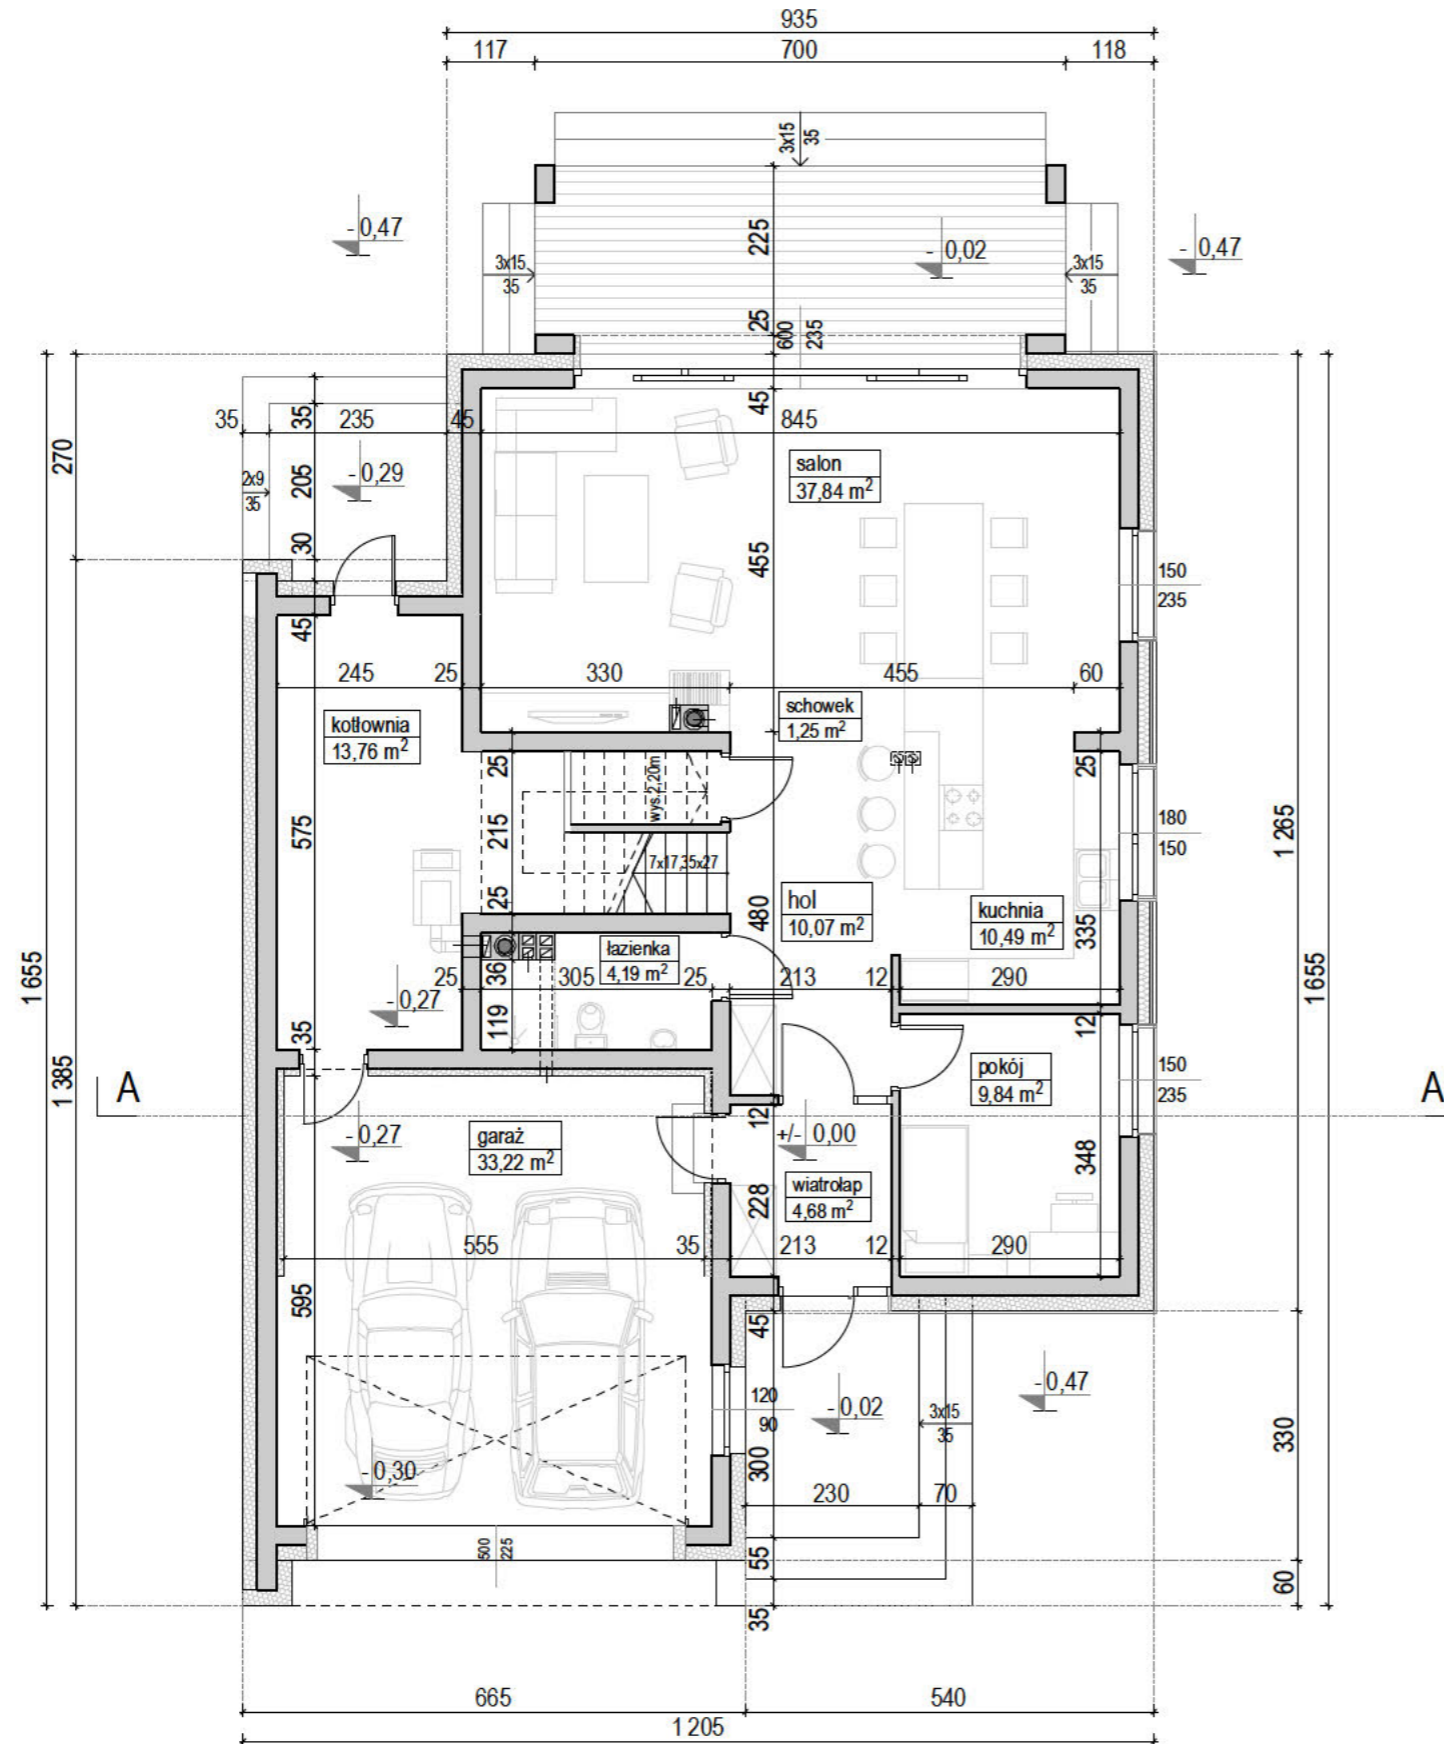 935
117 700 118
3x15
35
-0,47
225
- 0,02
- 0,47
3x15
35
3x15
35
25
600
235
35 235 45
35
45
845
270
salon
37,84 m²
2x9
35
205
-0,29
30
455
150
235
45
245 25 330 455 60
schowek
1,25 m²
kotłownia
13,76 m²
25
wys.2,20m
25
575
215
180
150
1 265
7x17,35x27
25
480
hol
10,07 m²
kuchnia
10,49 m²
335
łazienka
4,19 m²
1 655
1 655
25 36 305 25 213 12 290
-0,27
119
35
12
1 385
pokój
9,84 m²
150
235
A
A
-0,27
garaż
33,22 m²
12
+/- 0,00
348
wiatrołap
4,68 m²
228
555 35 213 12 290
595
45
-0,47
120
90
-0,02
3x15
35
330
-0,30
300
230 70
500
225
55
60
35
665 540
1 205